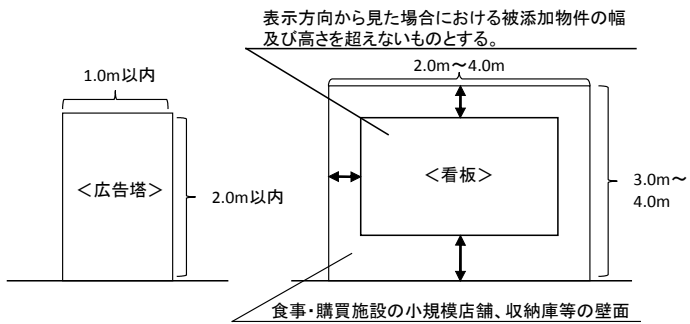 表示方向から見た場合における被添加物件の幅
及び高さを超えないものとする。
1.0m以内
2.0m～4.0m
＜広告塔＞
2.0m以内
＜看板＞
3.0m～
4.0m
食事・購買施設の小規模店舗、収納庫等の壁面